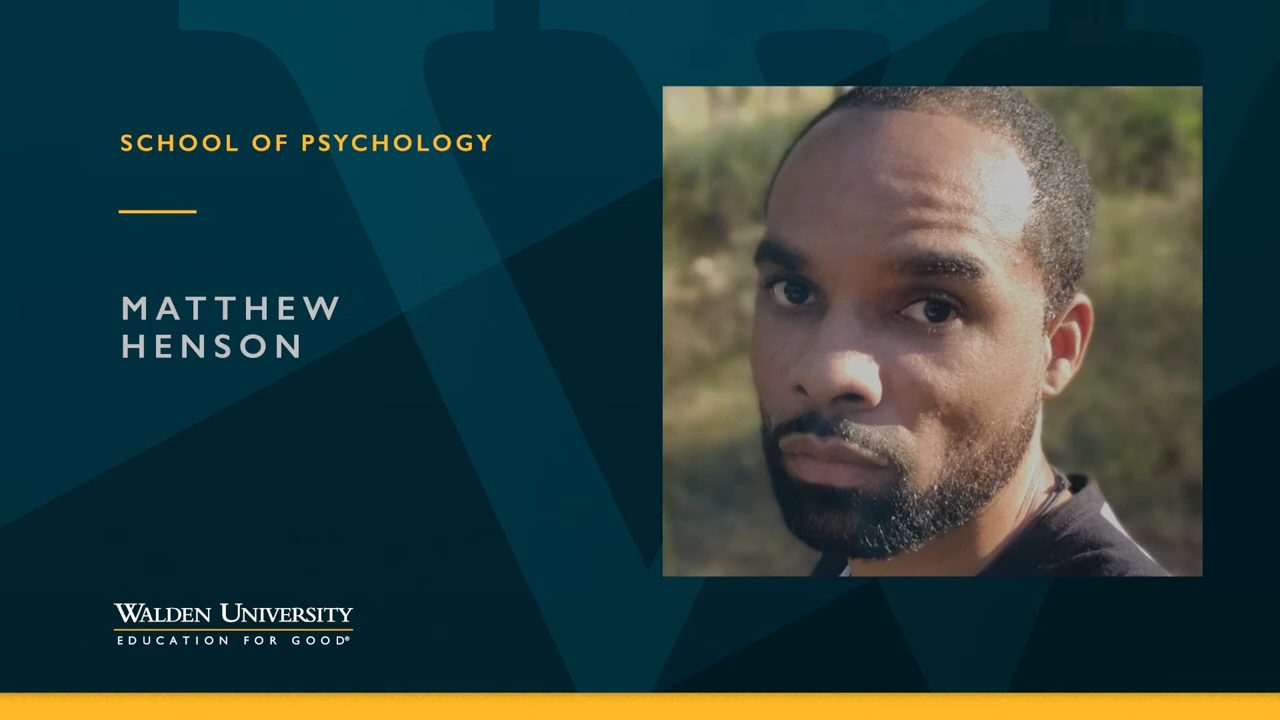 SCHOOL OF PSYCHOLOGY
MATTHEW
HENSON
WALDEN UNIVERSITY
EDUCATION FOR GOOD®